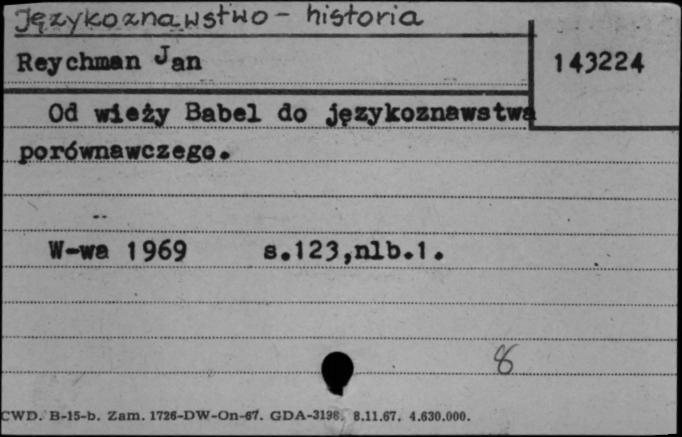 Językoznawstwo - historia
Reychman Jan
143224
Od wieży Babel do językoznawstwa
porównawczego.
W-wa 1969 s.123,nlb.1.
8
CWD. B-15-b. Zam. 1726-DW-On-67. GDA-3198. 8.11.67. 4.630.000.